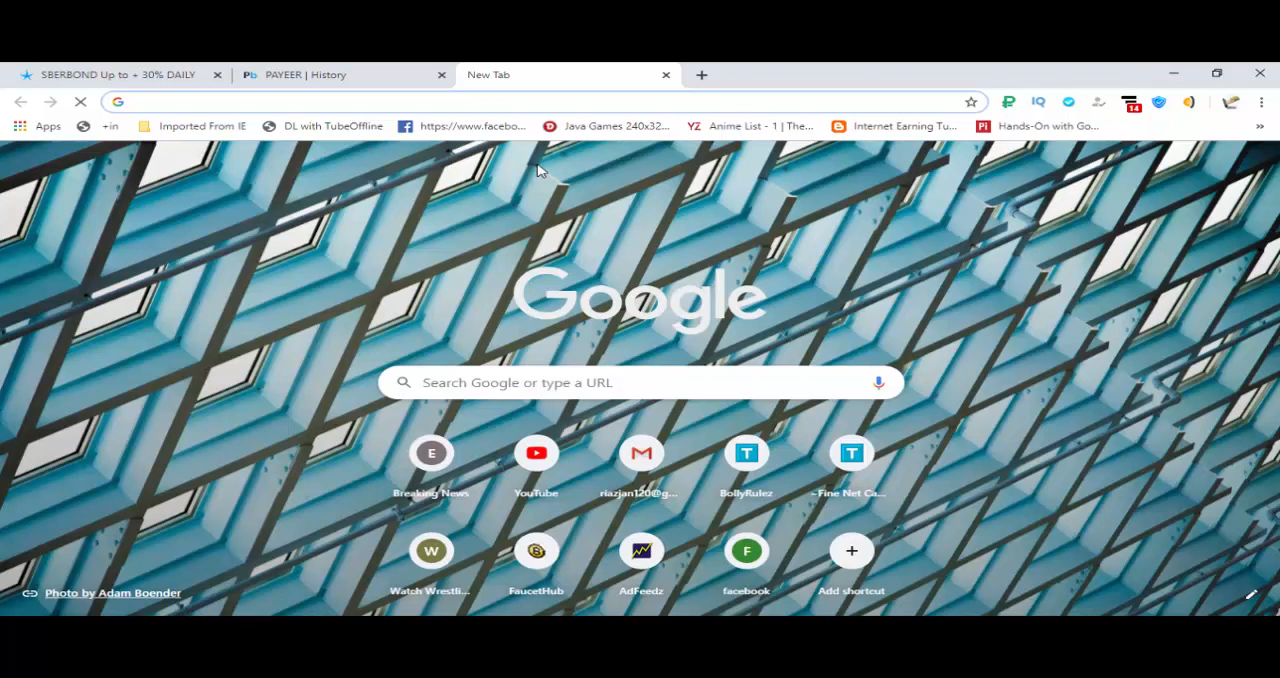 SBERBOND Up to + 30% DAILY
Pb PAYEER | History
New Tab
14
Apps
+in
Imported From IE
DL with TubeOffline
https://www.facebo...
Java Games 240x32...
YZ Anime List - 1 | The...
Internet Earning Tu...
Hands-On with Go...
Google
Search Google or type a URL
E
T
T
Breaking News
YouTube
riazjan120@g...
BollyRulez
~Fine Net Ca...
W
F
Watch Wrestli...
FaucetHub
AdFeedz
facebook
Add shortcut
Photo by Adam Boender